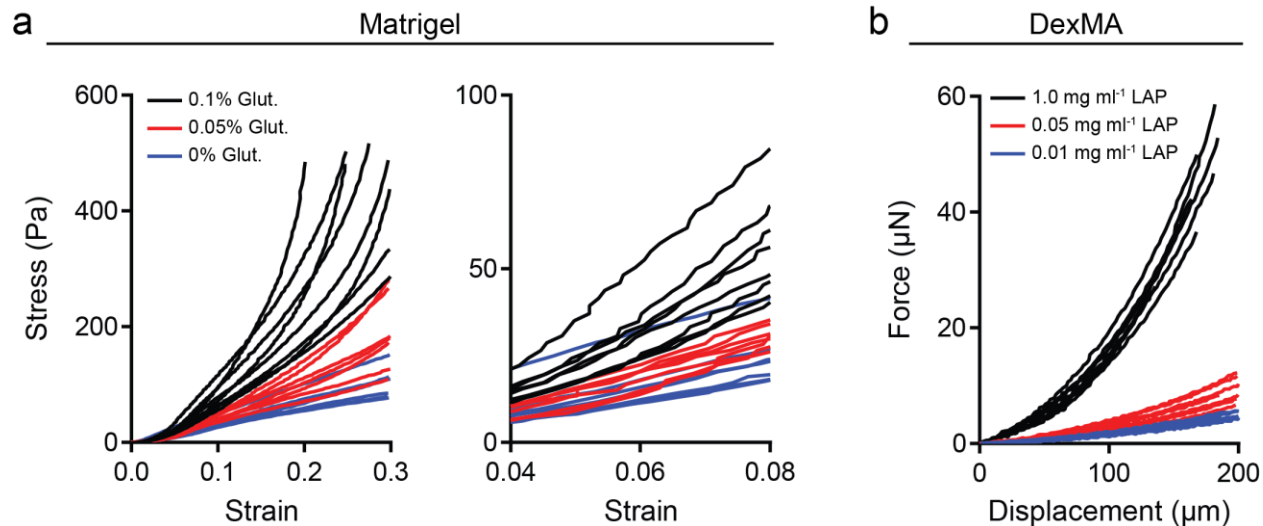 a
Matrigel
600
400
200
0
Stress (Pa)
0.1% Glut.
0.05% Glut.
0% Glut.
0.0
0.1
0.2
0.3
Strain
100
50
0
0.04
0.06
0.08
Strain
b
DexMA
60
40
20
0
Force (µN)
1.0 mg ml⁻¹ LAP
0.05 mg ml⁻¹ LAP
0.01 mg ml⁻¹ LAP
0
100
200
Displacement (µm)